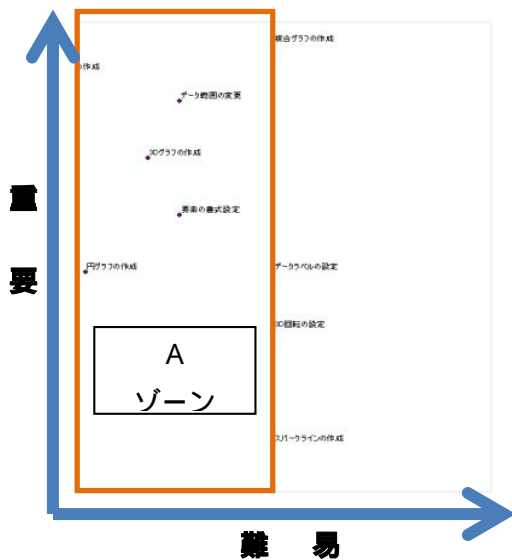 複合グラフの作成
の作成
データ範囲の変更
3Dグラフの作成
要素の書式設定
円グラフの作成
データラベルの設定
3D回転の設定
A
ゾーン
スパークラインの作成
重要
難易